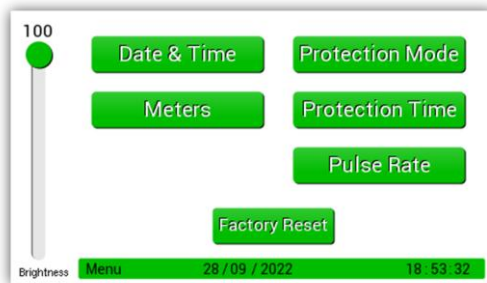 100
Date & Time
Protection Mode
Meters
Protection Time
Pulse Rate
Factory Reset
Brightness
Menu 28/09/2022 18:53:32